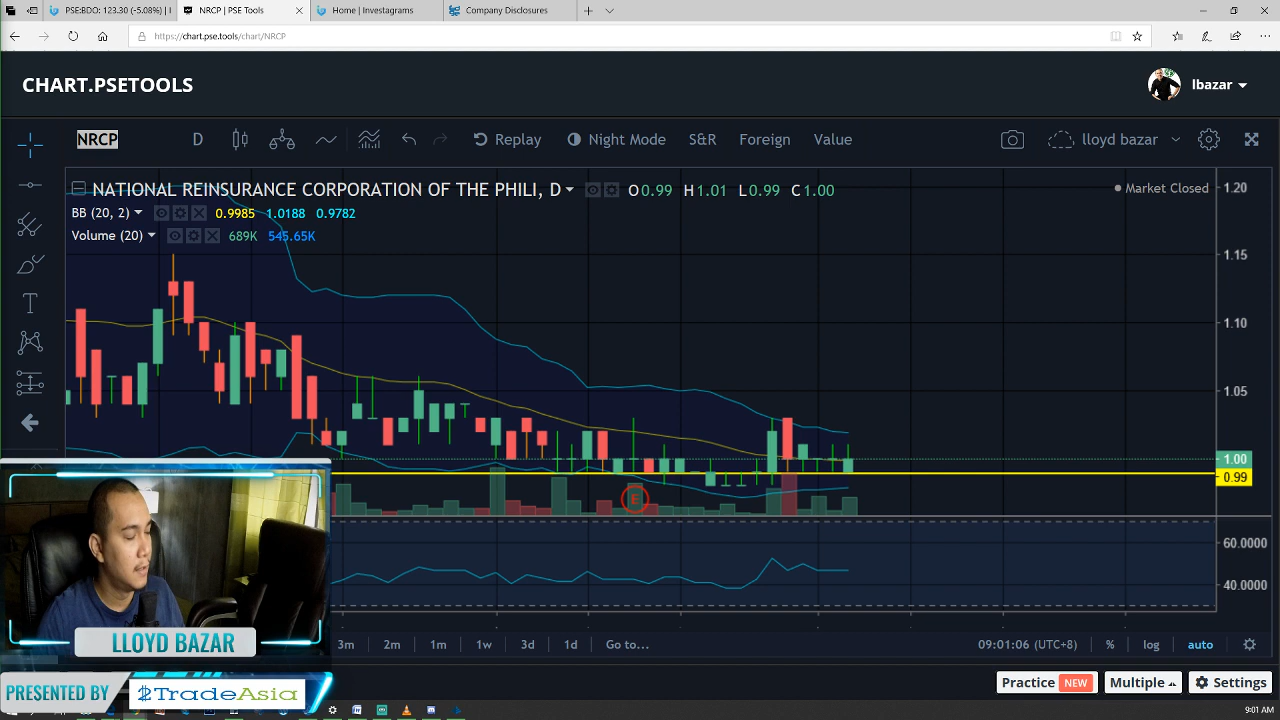 PSE:BDO: 123.30 (-5.08%) | I
NRCP | PSE Tools
Home | Investagrams
Company Disclosures
https://chart.pse.tools/chart/NRCP
CHART.PSETOOLS
lbazar
NRCP
D
Replay
Night Mode
S&R
Foreign
Value
lloyd bazar
NATIONAL REINSURANCE CORPORATION OF THE PHILI, D
O0.99 H1.01 L0.99 C1.00
Market Closed
BB (20, 2)
0.9985 1.0188 0.9782
Volume (20)
689K 545.65K
1.20
1.15
1.10
1.05
1.00
0.99
E
60.0000
40.0000
LLOYD BAZAR
3m 2m 1m 1w 3d 1d Go to...
09:01:06 (UTC+8) % log auto
PRESENTED BY
$TradeAsia
Practice NEW
Multiple
Settings
9:01 AM